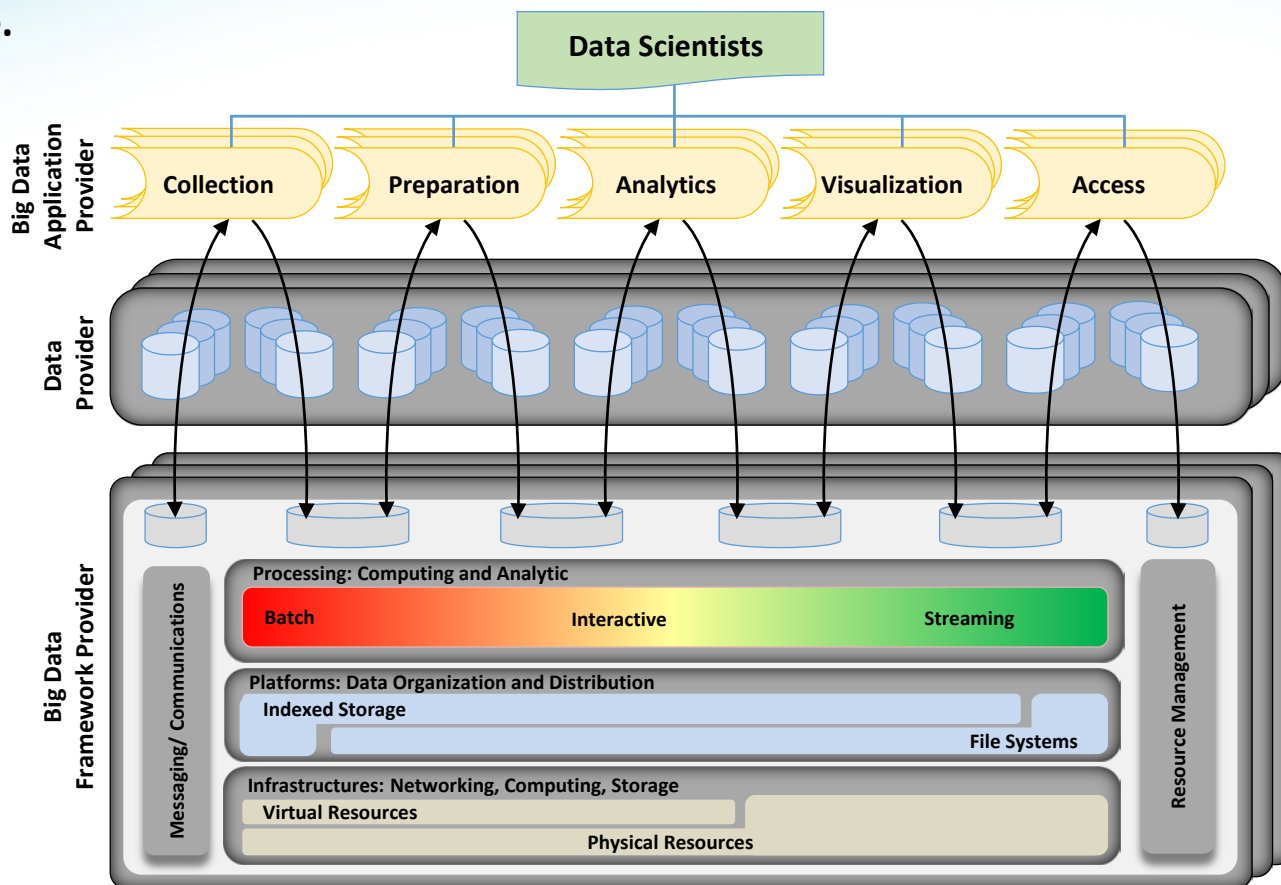 Data Scientists
Big Data
Application
Provider
Collection
Preparation
Analytics
Visualization
Access
Data
Provider
Big Data
Framework Provider
Messaging/ Communications
Processing: Computing and Analytic
Batch
Interactive
Streaming
Platforms: Data Organization and Distribution
Indexed Storage
File Systems
Infrastructures: Networking, Computing, Storage
Virtual Resources
Physical Resources
Resource Management